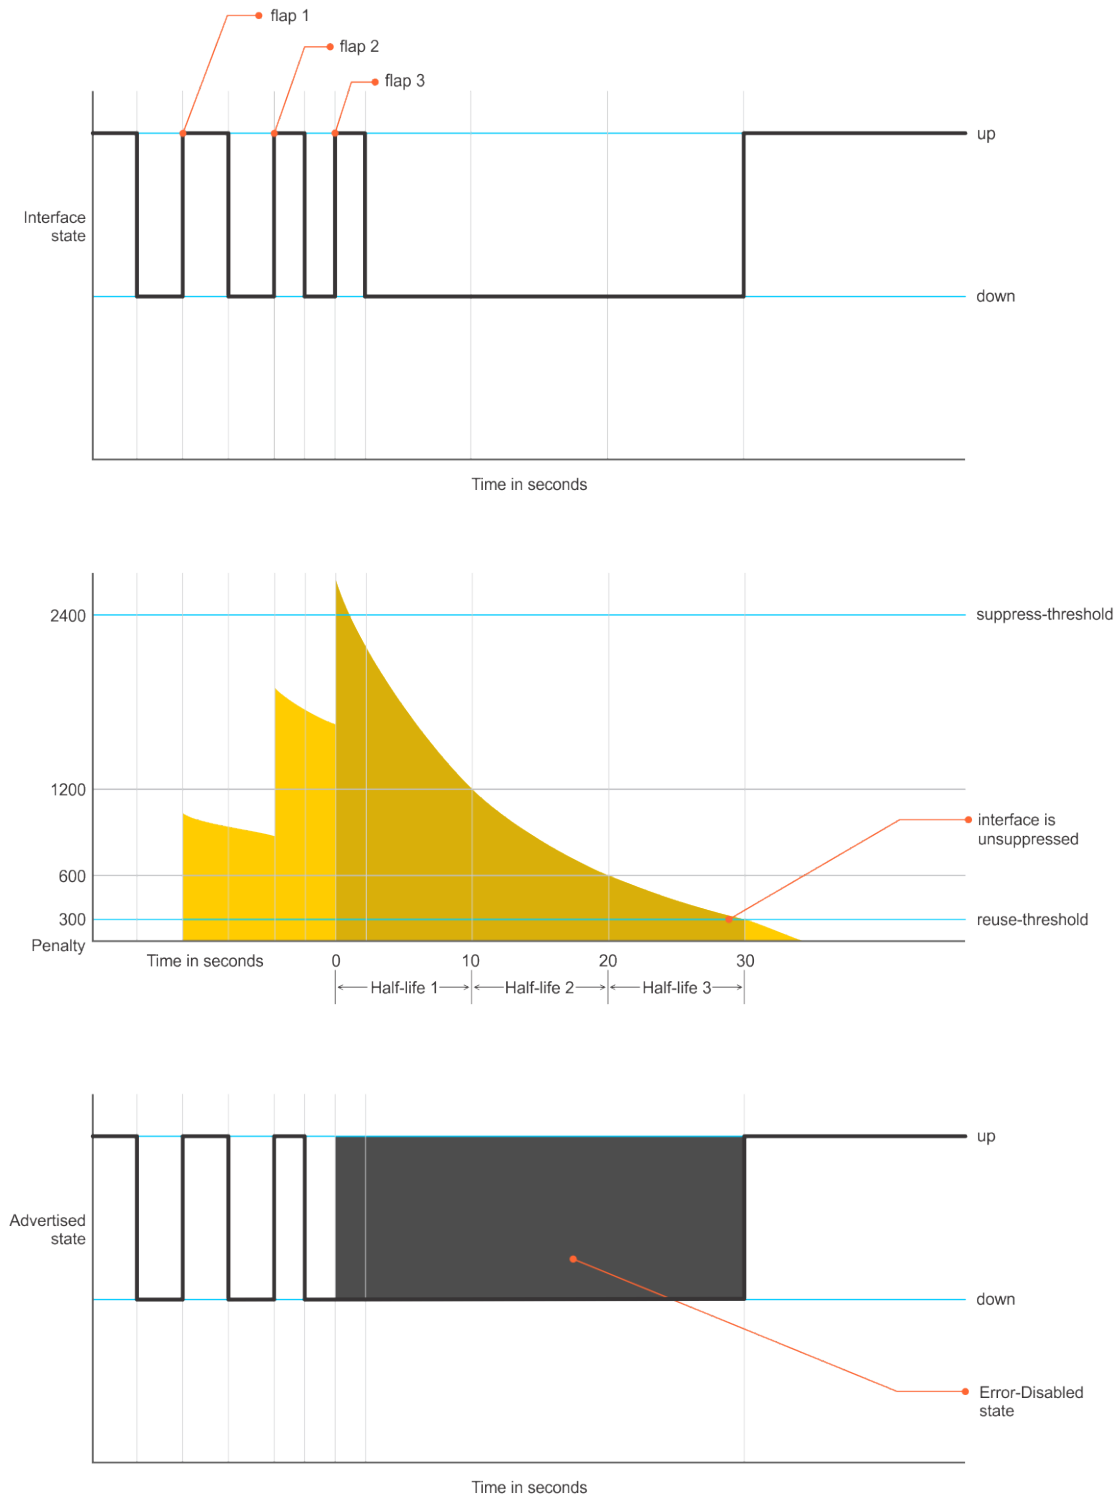 flap 1
flap 2
flap 3
up
Interface
state
down
Time in seconds
2400
suppress-threshold
1200
interface is
unsuppressed
600
300
reuse-threshold
Penalty
Time in seconds
0
10
20
30
Half-life 1
Half-life 2
Half-life 3
up
Advertised
state
down
Error-Disabled
state
Time in seconds